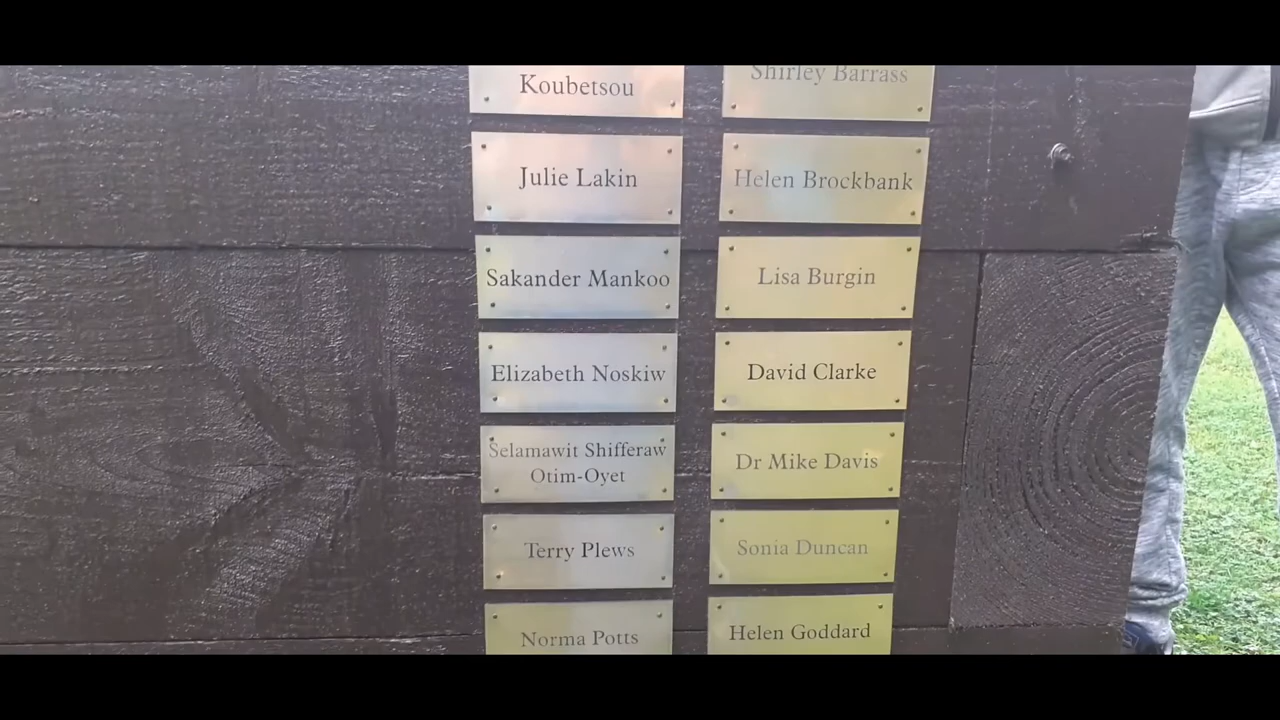 Koubetsou
Julie Lakin
Sakander Mankoo
Elizabeth Noskiw
Selamawit Shifferaw
Otim-Oyet
Terry Plews
Norma Potts
Shirley Barrass
Helen Brockbank
Lisa Burgin
David Clarke
Dr Mike Davis
Sonia Duncan
Helen Goddard